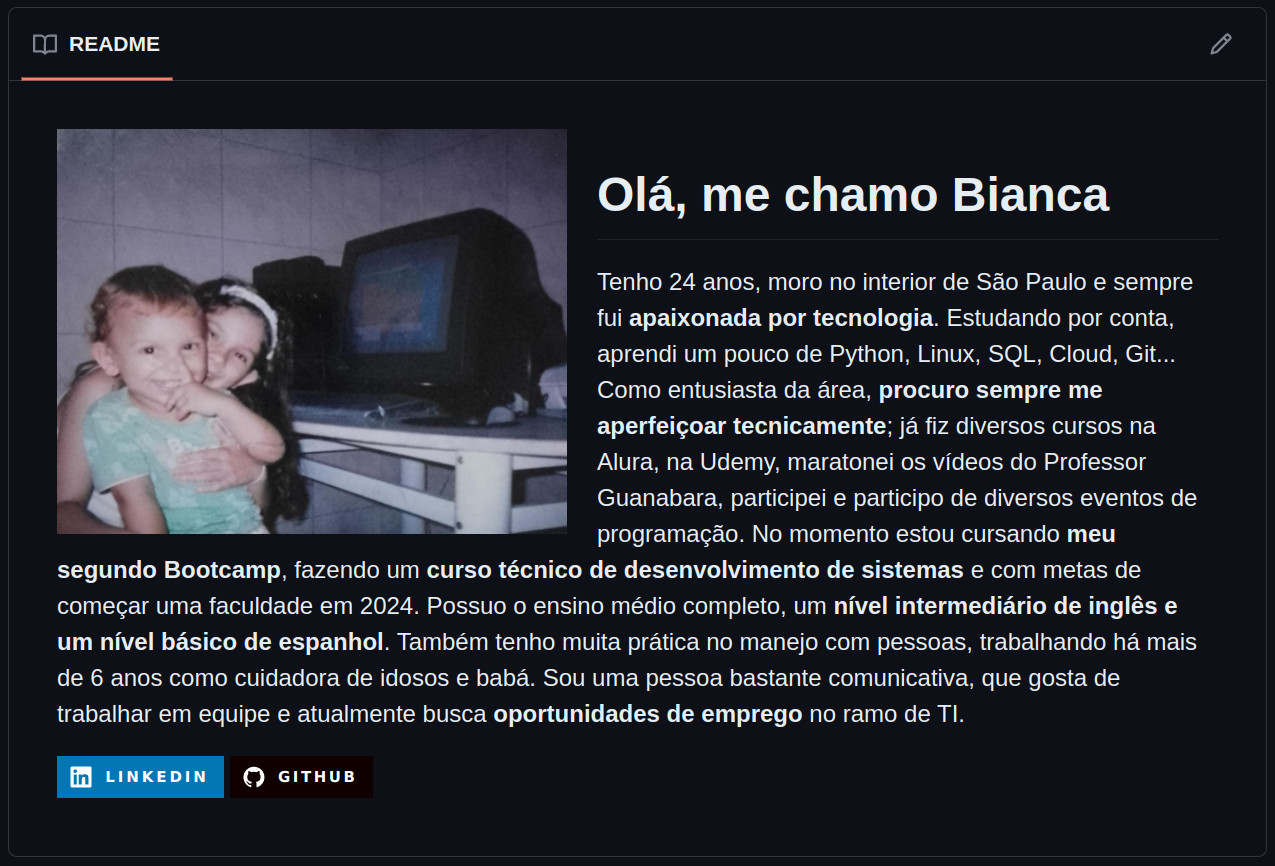 README
Olá, me chamo Bianca
Tenho 24 anos, moro no interior de São Paulo e sempre
fui apaixonada por tecnologia. Estudando por conta,
aprendi um pouco de Python, Linux, SQL, Cloud, Git...
Como entusiasta da área, procuro sempre me
aperfeiçoar tecnicamente; já fiz diversos cursos na
Alura, na Udemy, maratonei os vídeos do Professor
Guanabara, participei e participo de diversos eventos de
programação. No momento estou cursando meu
segundo Bootcamp, fazendo um curso técnico de desenvolvimento de sistemas e com metas de
começar uma faculdade em 2024. Possuo o ensino médio completo, um nível intermediário de inglês e
um nível básico de espanhol. Também tenho muita prática no manejo com pessoas, trabalhando há mais
de 6 anos como cuidadora de idosos e babá. Sou uma pessoa bastante comunicativa, que gosta de
trabalhar em equipe e atualmente busca oportunidades de emprego no ramo de TI.
LINKEDIN
GITHUB